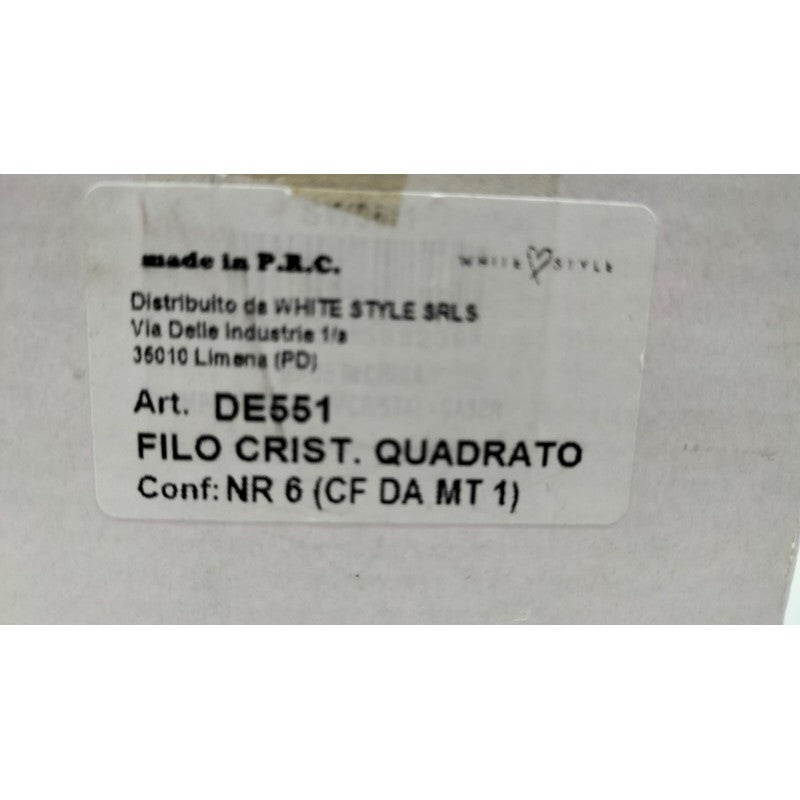 made in P.R.C.
WHITE STYLE
Distribuito da WHITE STYLE SRLS
Via Delle Industrie 1/a
35010 Limena (PD)
Art. DE551
FILO CRIST. QUADRATO
Conf: NR 6 (CF DA MT 1)